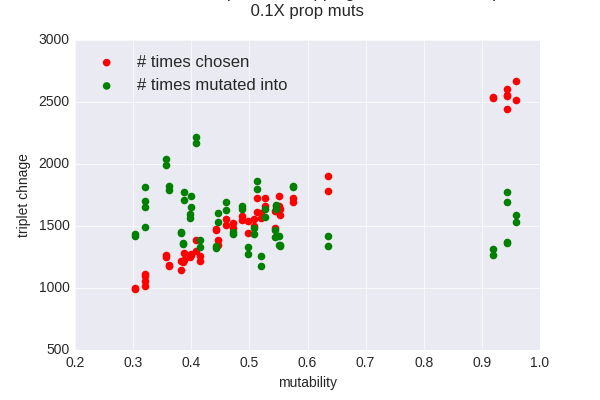 0.1X prop muts
3000
2500
2000
1500
1000
500
triplet chnage
# times chosen
# times mutated into
0.2 0.3 0.4 0.5 0.6 0.7 0.8 0.9 1.0
mutability